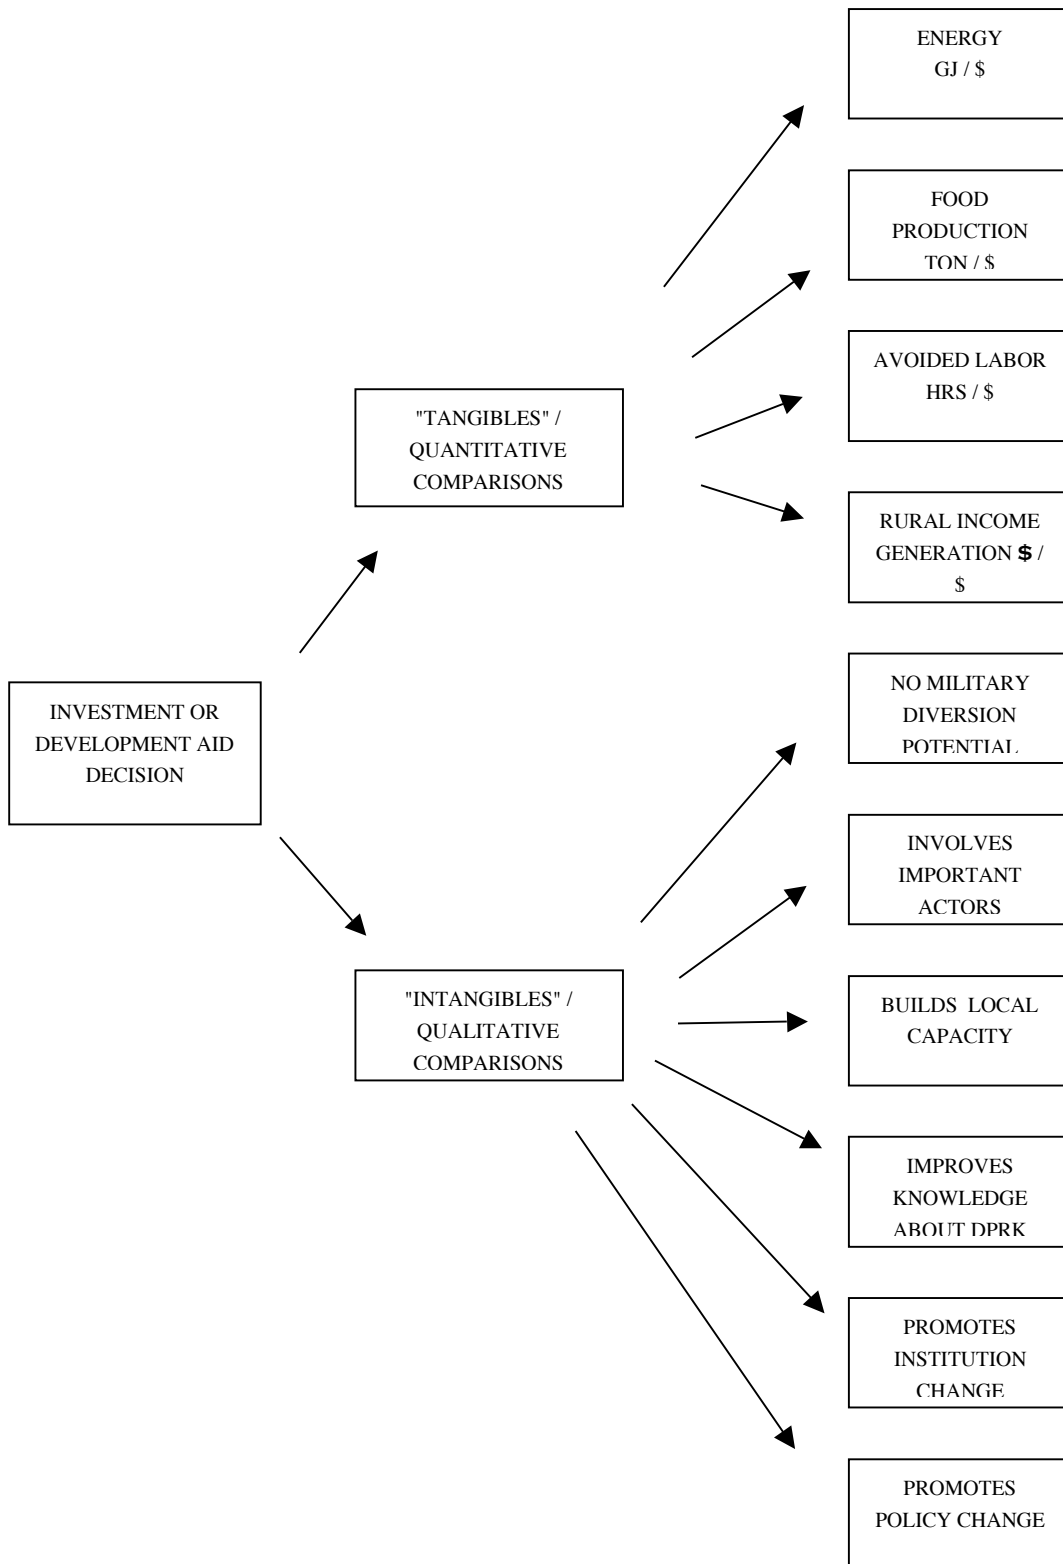 ENERGY
GJ / $
FOOD
PRODUCTION
TON / $
AVOIDED LABOR
HRS / $
"TANGIBLES" /
QUANTITATIVE
COMPARISONS
RURAL INCOME
GENERATION $ /
$
INVESTMENT OR
DEVELOPMENT AID
DECISION
NO MILITARY
DIVERSION
POTENTIAL
INVOLVES
IMPORTANT
ACTORS
"INTANGIBLES" /
QUALITATIVE
COMPARISONS
BUILDS LOCAL
CAPACITY
IMPROVES
KNOWLEDGE
ABOUT DPRK
PROMOTES
INSTITUTION
CHANGE
PROMOTES
POLICY CHANGE